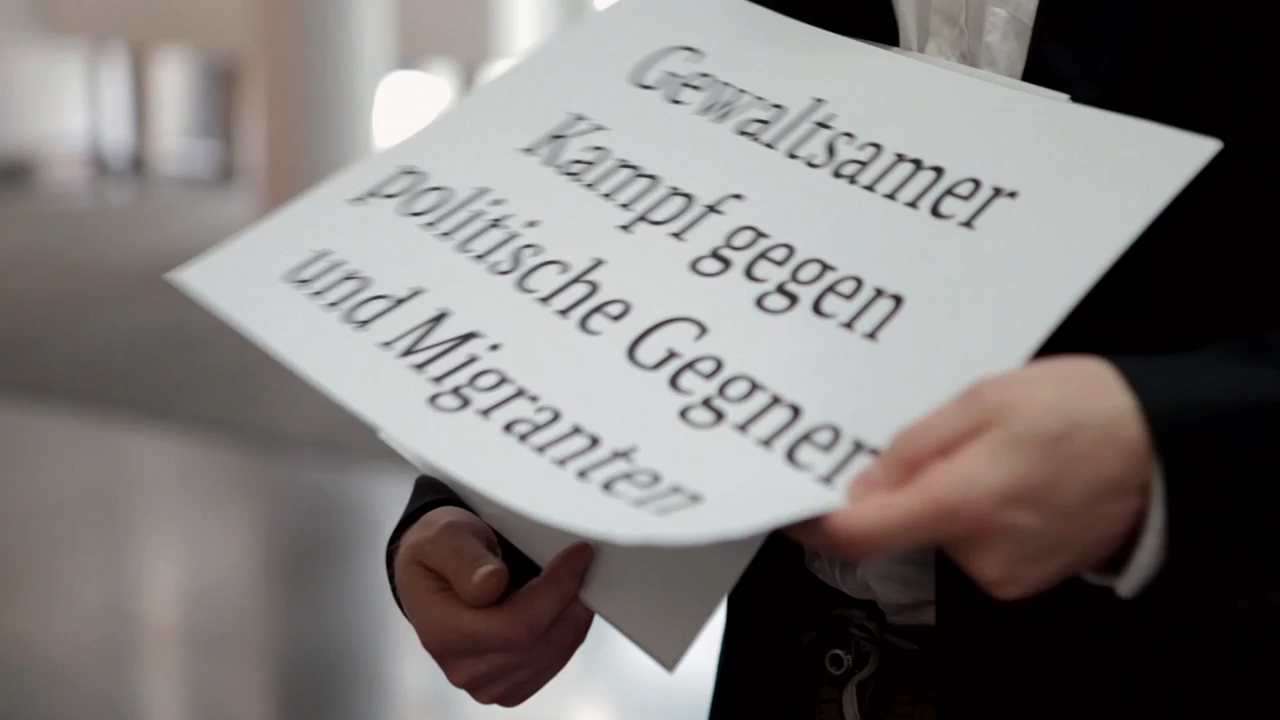 Gewaltsamer
Kampf gegen
politische Gegner
und Migranten